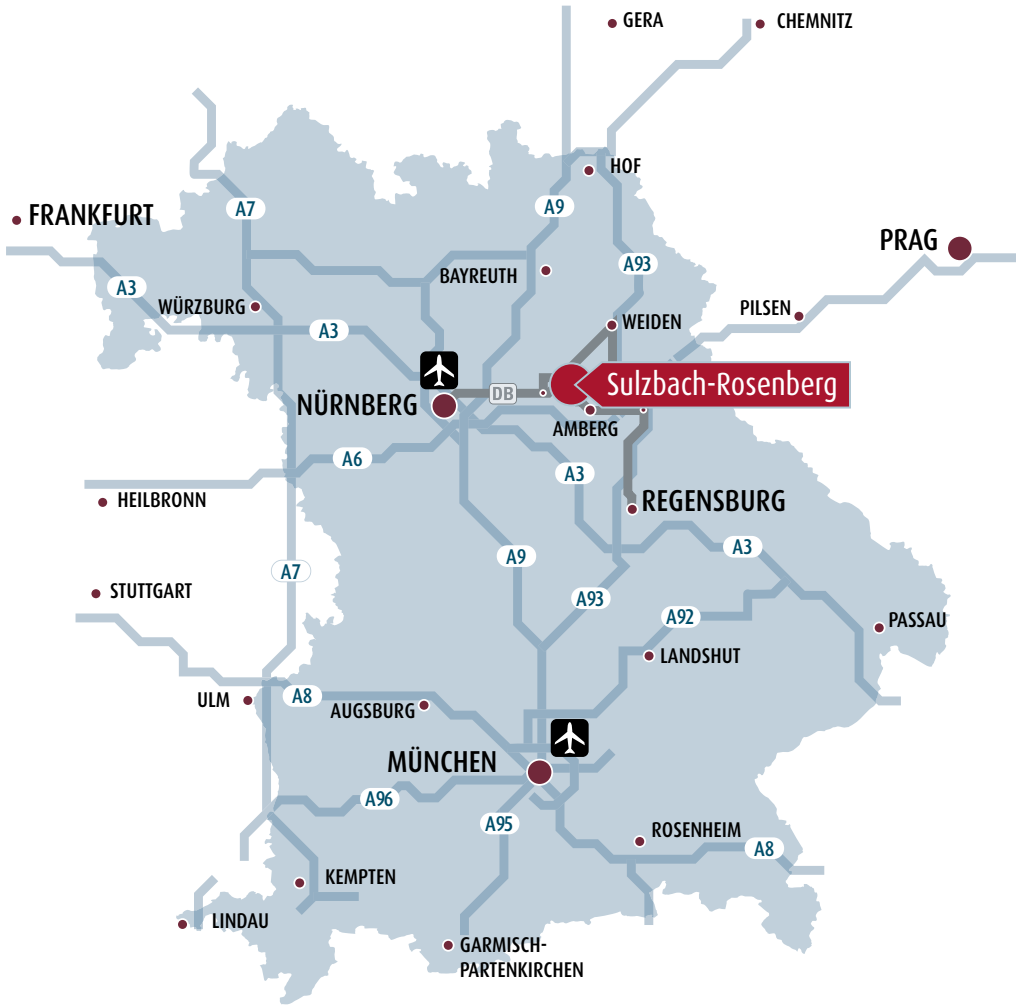 GERA
CHEMNITZ
HOF
FRANKFURT
A7
A9
PRAG
A93
BAYREUTH
A3
WÜRZBURG
PILSEN
A3
WEIDEN
Sulzbach-Rosenberg
DB
NÜRNBERG
AMBERG
A6
A3
HEILBRONN
REGENSBURG
A9
A3
A7
STUTTGART
A93
A92
PASSAU
LANDSHUT
ULM
A8
AUGSBURG
MÜNCHEN
A96
A95
ROSENHEIM
A8
KEMPTEN
LINDAU
GARMISCH-
PARTENKIRCHEN